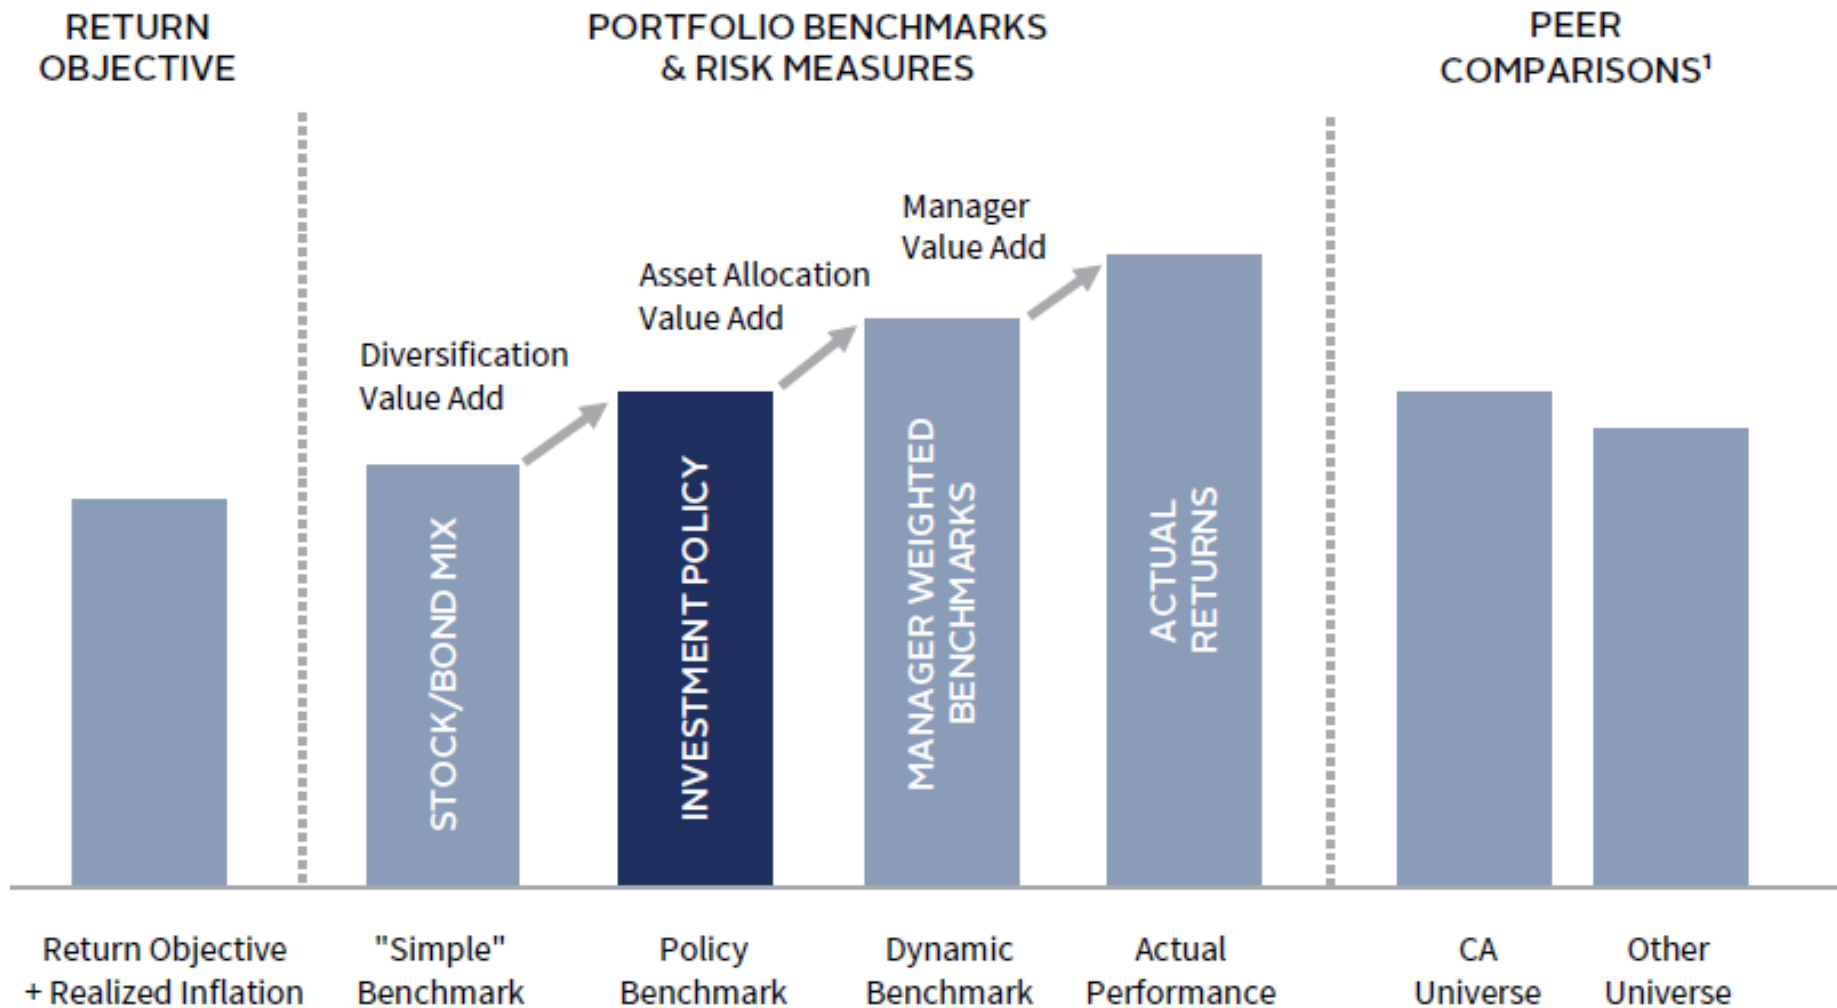 RETURN
OBJECTIVE
PORTFOLIO BENCHMARKS
& RISK MEASURES
PEER
COMPARISONS¹
Diversification
Value Add
Asset Allocation
Value Add
Manager
Value Add
STOCK/BOND MIX
INVESTMENT POLICY
MANAGER WEIGHTED
BENCHMARKS
ACTUAL
RETURNS
Return Objective
+ Realized Inflation
"Simple"
Benchmark
Policy
Benchmark
Dynamic
Benchmark
Actual
Performance
CA
Universe
Other
Universe